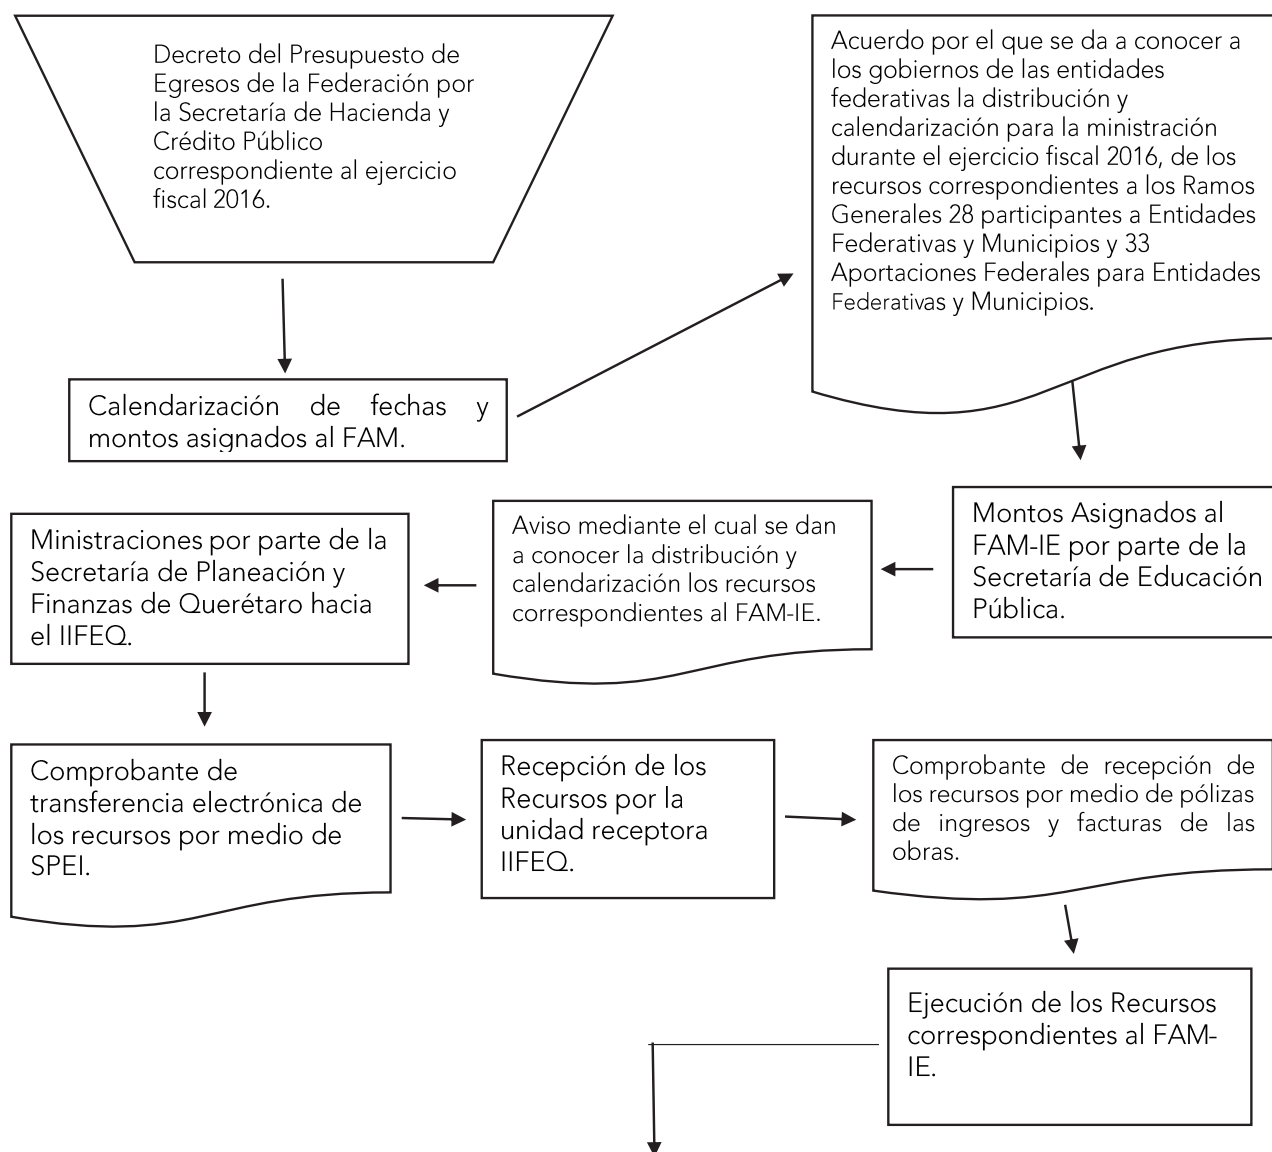 Decreto del Presupuesto de
Egresos de la Federación por
la Secretaría de Hacienda y
Crédito Público
correspondiente al ejercicio
fiscal 2016.
Calendarización de fechas y
montos asignados al FAM.
Acuerdo por el que se da a conocer a
los gobiernos de las entidades
federativas la distribución y
calendarización para la ministración
durante el ejercicio fiscal 2016, de los
recursos correspondientes a los Ramos
Generales 28 participantes a Entidades
Federativas y Municipios y 33
Aportaciones Federales para Entidades
Federativas y Municipios.
Montos Asignados al
FAM-IE por parte de la
Secretaría de Educación
Pública.
Aviso mediante el cual se dan
a conocer la distribución y
calendarización los recursos
correspondientes al FAM-IE.
Ministraciones por parte de la
Secretaría de Planeación y
Finanzas de Querétaro hacia
el IIFEQ.
Comprobante de
transferencia electrónica de
los recursos por medio de
SPEI.
Recepción de los
Recursos por la
unidad receptora
IIFEQ.
Comprobante de recepción de
los recursos por medio de pólizas
de ingresos y facturas de las
obras.
Ejecución de los Recursos
correspondientes al FAM-
IE.